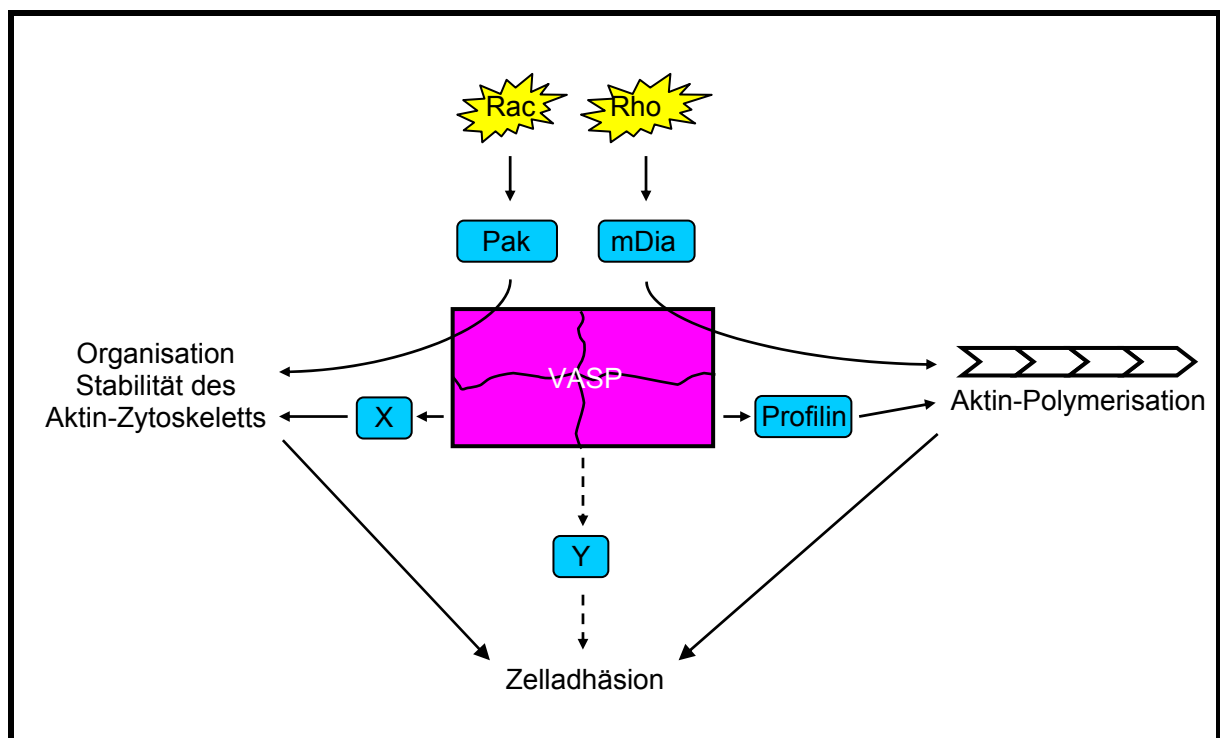 Rac
Rho
Pak
mDia
Organisation
Stabilität des
Aktin-Zytoskeletts
X
VASP
Profilin
Aktin-Polymerisation
Y
Zelladhäsion